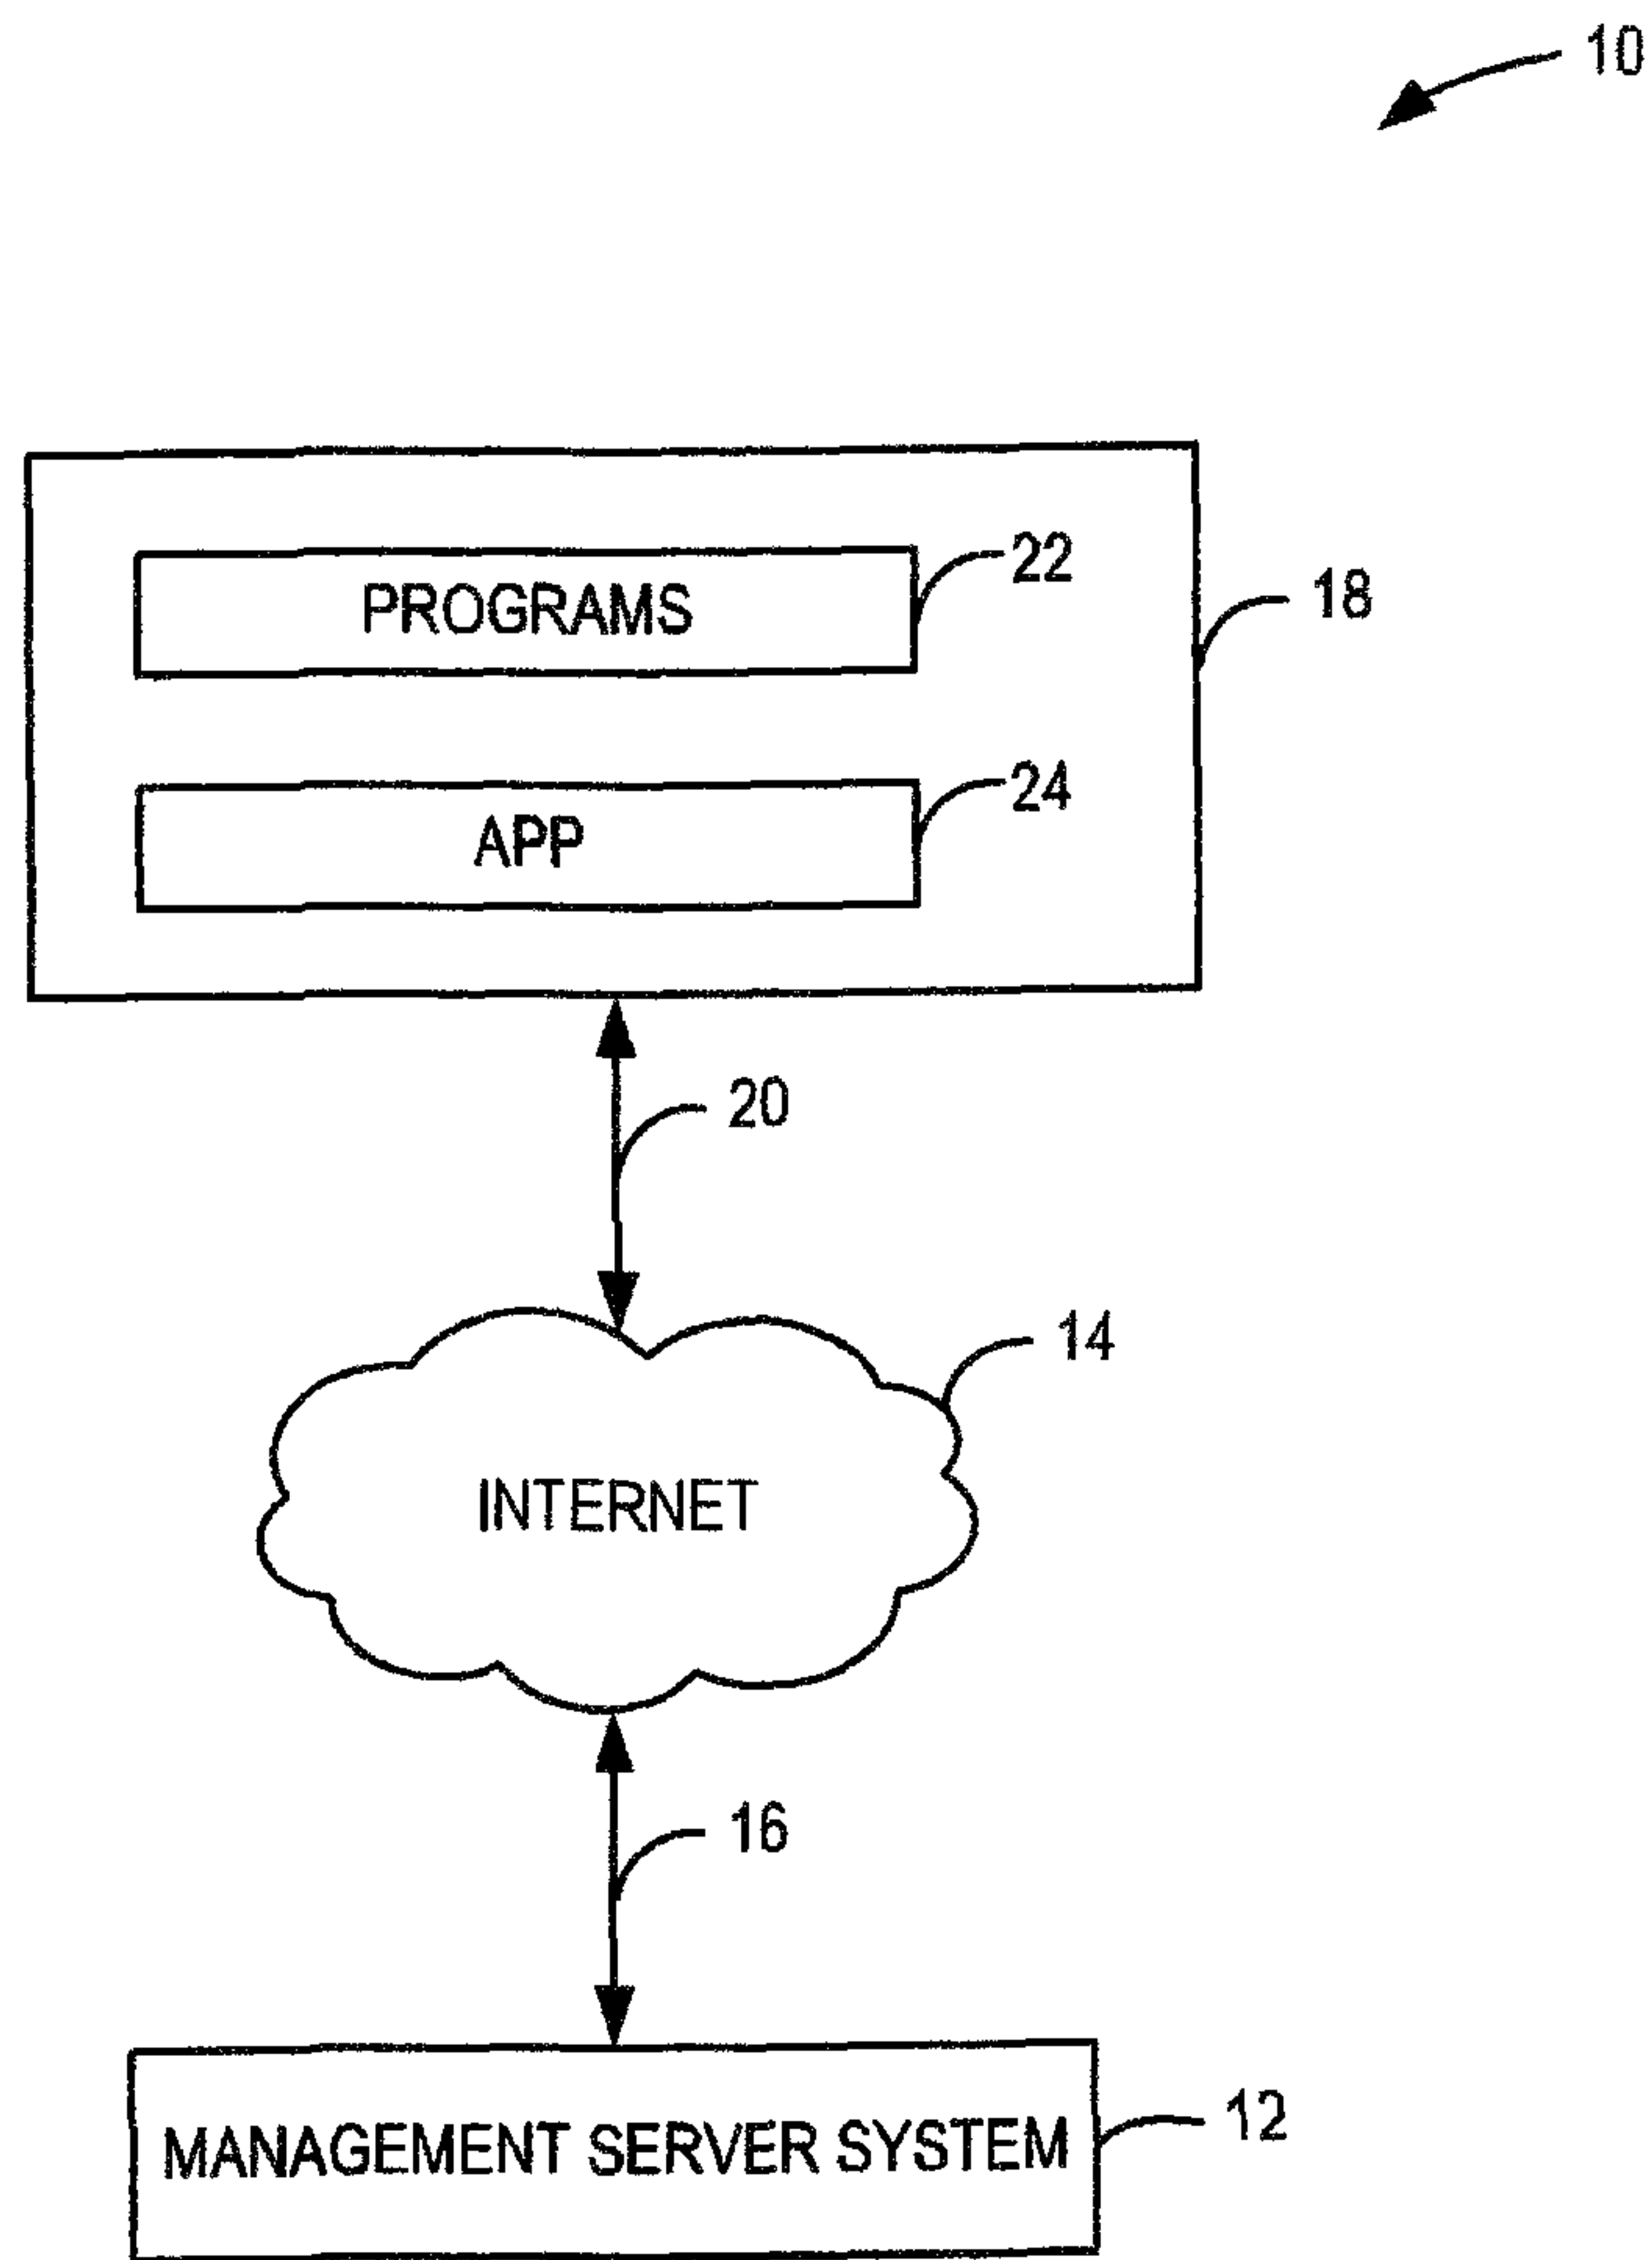 10
PROGRAMS
22
18
APP
24
20
14
INTERNET
16
MANAGEMENT SERVER SYSTEM
12